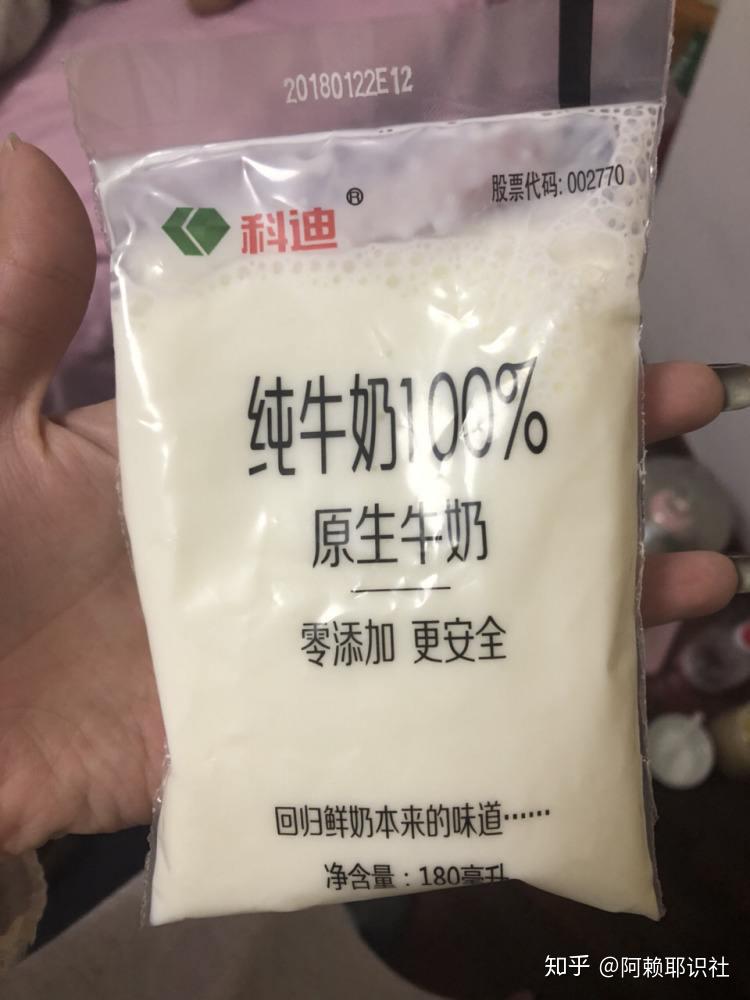 20180122E12
股票代码: 002770
科迪®
纯牛奶100%
原生牛奶
零添加 更安全
回归鲜奶本来的味道……
净含量：180毫升
知乎 @阿赖耶识社